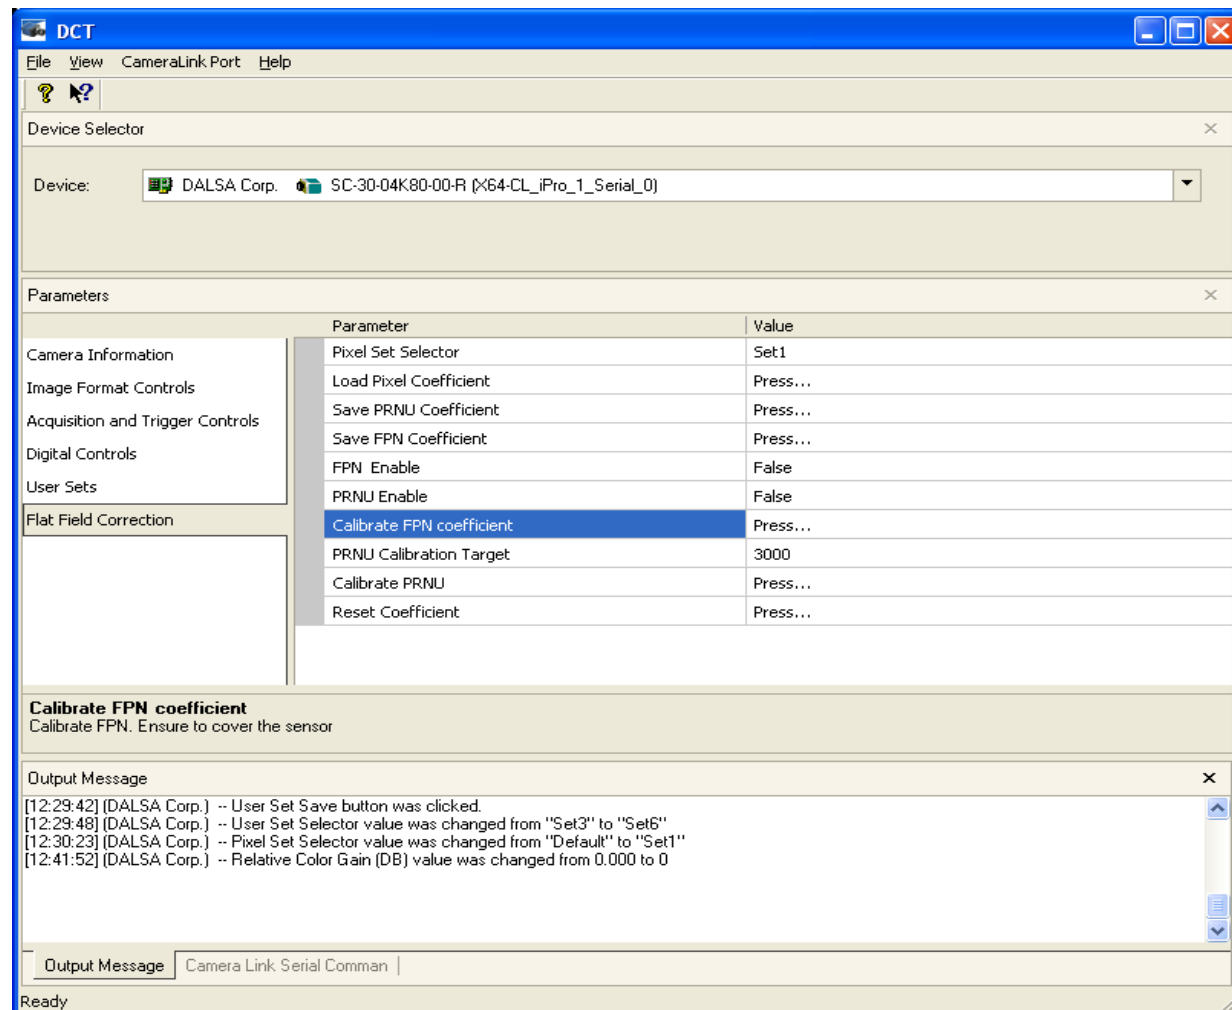 DCT
File View CameraLink Port Help
Device Selector
Device: DALSA Corp. SC-30-04K80-00-R (X64-CL_iPro_1_Serial_0)
Parameters
Parameter Value
Camera Information
Image Format Controls
Acquisition and Trigger Controls
Digital Controls
User Sets
Flat Field Correction
Pixel Set Selector Set1
Load Pixel Coefficient Press...
Save PRNU Coefficient Press...
Save FPN Coefficient Press...
FPN  Enable False
PRNU Enable False
Calibrate FPN coefficient Press...
PRNU Calibration Target 3000
Calibrate PRNU Press...
Reset Coefficient Press...
Calibrate FPN coefficient
Calibrate FPN. Ensure to cover the sensor
Output Message
[12:29:42] (DALSA Corp.)  -- User Set Save button was clicked.
[12:29:48] (DALSA Corp.)  -- User Set Selector value was changed from "Set3" to "Set6"
[12:30:23] (DALSA Corp.)  -- Pixel Set Selector value was changed from "Default" to "Set1"
[12:41:52] (DALSA Corp.)  -- Relative Color Gain (DB) value was changed from 0.000 to 0
Output Message Camera Link Serial Comman
Ready